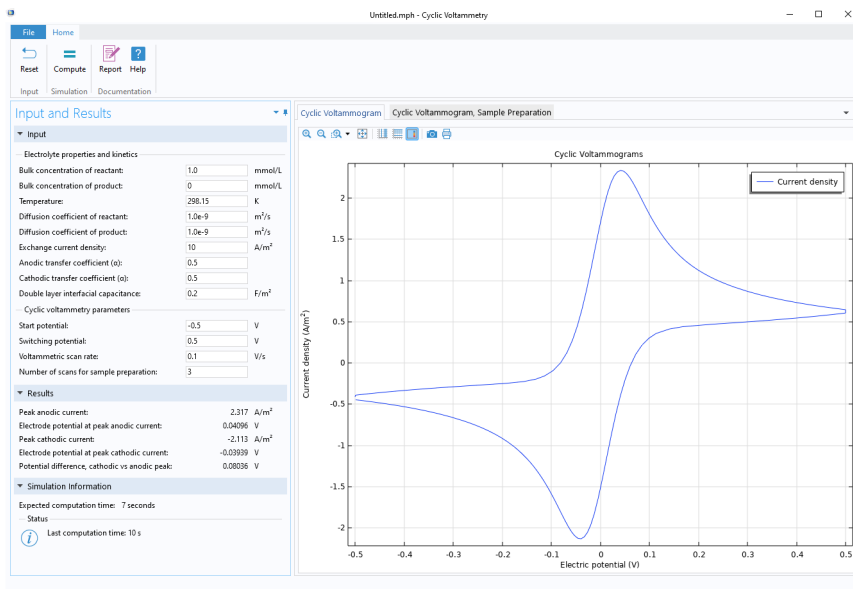 Untitled.mph - Cyclic Voltammetry
File Home
Reset Compute Report Help
Input Simulation Documentation
Input and Results
Input
Electrolyte properties and kinetics
Bulk concentration of reactant: 1.0 mmol/L
Bulk concentration of product: 0 mmol/L
Temperature: 298.15 K
Diffusion coefficient of reactant: 1.0e-9 m²/s
Diffusion coefficient of product: 1.0e-9 m²/s
Exchange current density: 10 A/m²
Anodic transfer coefficient (α): 0.5
Cathodic transfer coefficient (α): 0.5
Double layer interfacial capacitance: 0.2 F/m²
Cyclic voltammetry parameters
Start potential: -0.5 V
Switching potential: 0.5 V
Voltammetric scan rate: 0.1 V/s
Number of scans for sample preparation: 3
Results
Peak anodic current: 2.317 A/m²
Electrode potential at peak anodic current: 0.04096 V
Peak cathodic current: -2.113 A/m²
Electrode potential at peak cathodic current: -0.03939 V
Potential difference, cathodic vs anodic peak: 0.08036 V
Simulation Information
Expected computation time: 7 seconds
Status
Last computation time: 10 s
Cyclic Voltammogram Cyclic Voltammogram, Sample Preparation
Cyclic Voltammograms
Current density
Current density (A/m²)
2
1.5
1
0.5
0
-0.5
-1
-1.5
-2
-0.5 -0.4 -0.3 -0.2 -0.1 0 0.1 0.2 0.3 0.4 0.5
Electric potential (V)